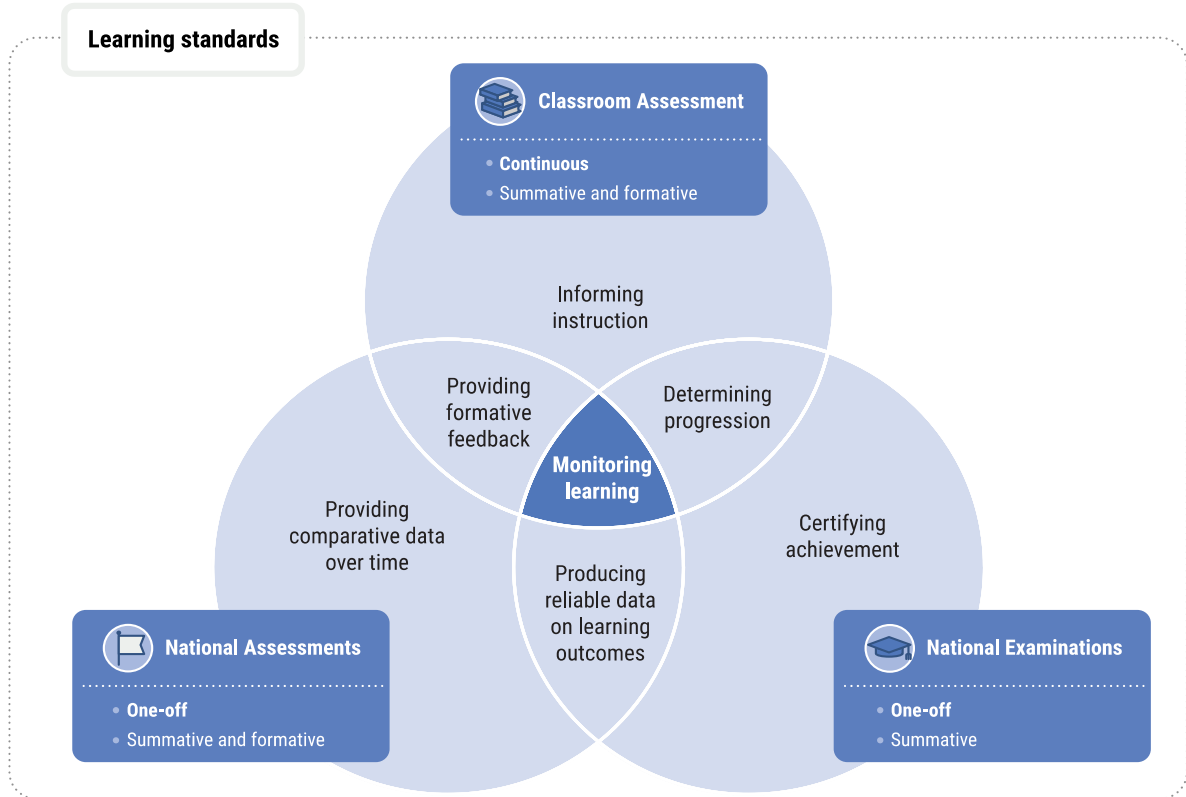 Learning standards
Classroom Assessment
Continuous
Summative and formative
Informing
instruction
Providing
formative
feedback
Determining
progression
Monitoring
learning
Providing
comparative data
over time
Certifying
achievement
Producing
reliable data
on learning
outcomes
National Assessments
One-off
Summative and formative
National Examinations
One-off
Summative